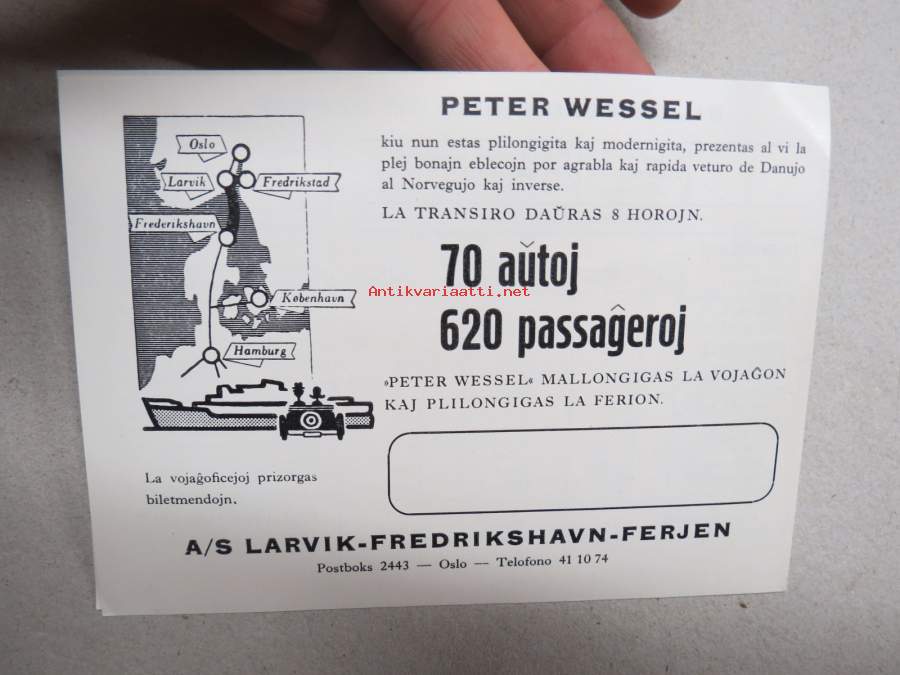 PETER WESSEL
kiu nun estas plilongigita kaj modernigita, prezentas al vi la
plej bonajn eblecojn por agrabla kaj rapida veturo de Danujo
al Norvegujo kaj inverse.
LA TRANSIRO DAŬRAS 8 HOROJN.
70 aŭtoj
620 passaĝeroj
»PETER WESSEL« MALLONGIGAS LA VOJAĜON
KAJ PLILONGIGAS LA FERION.
Oslo
Larvik
Fredrikstad
Frederikshavn
København
Hamburg
La vojaĝoficejoj prizorgas
biletmendojn.
A/S LARVIK-FREDRIKSHAVN-FERJEN
Postboks 2443 — Oslo — Telefono 41 10 74
Antikvariaatti.net